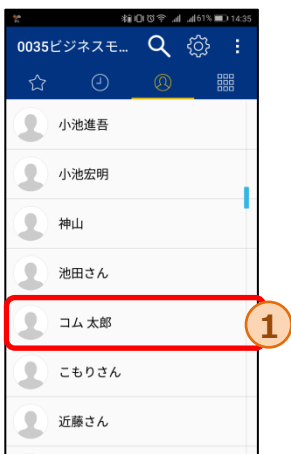 61% 14:35
0035ビジネスモ...
小池進吾
小池宏明
神山
池田さん
コム 太郎
1
こもりさん
近藤さん